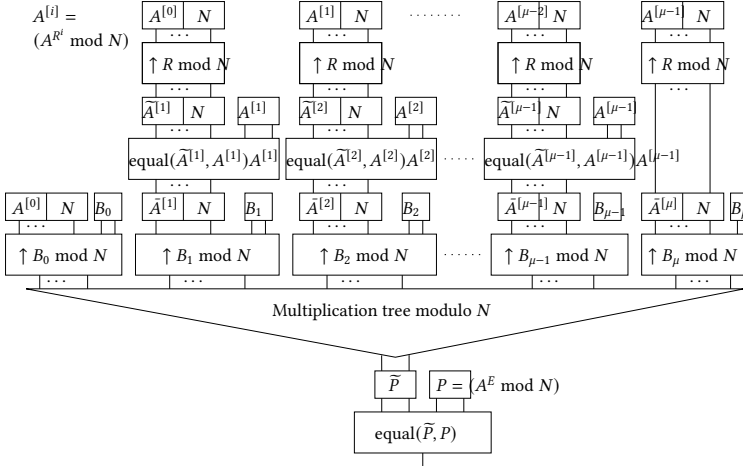 A^[i] = A^[0] N A^[1] N ········ A^[μ-2] N A^[μ-1] N
(A^{R^i} mod N) ··· ··· ··· ···
↑ R mod N ↑ R mod N ↑ R mod N ↑ R mod N
··· ··· ··· ···
Ã^[1] N A^[1] Ã^[2] N A^[2] Ã^[μ-1] N A^[μ-1]
··· ··· ···
equal(Ã^[1], A^[1])A^[1] equal(Ã^[2], A^[2])A^[2] ····· equal(Ã^[μ-1], A^[μ-1])A^[μ-1]
··· ··· ···
A^[0] N B_0 Ā^[1] N B_1 Ā^[2] N B_2 Ā^[μ-1] N B_{μ-1} Ā^[μ] N
··· ··· ··· ··· ···
↑ B_0 mod N ↑ B_1 mod N ↑ B_2 mod N ······ ↑ B_{μ-1} mod N ↑ B_μ mod N
··· ··· ··· ··· ···
Multiplication tree modulo N
P̃ P = (A^E mod N)
equal(P̃, P)